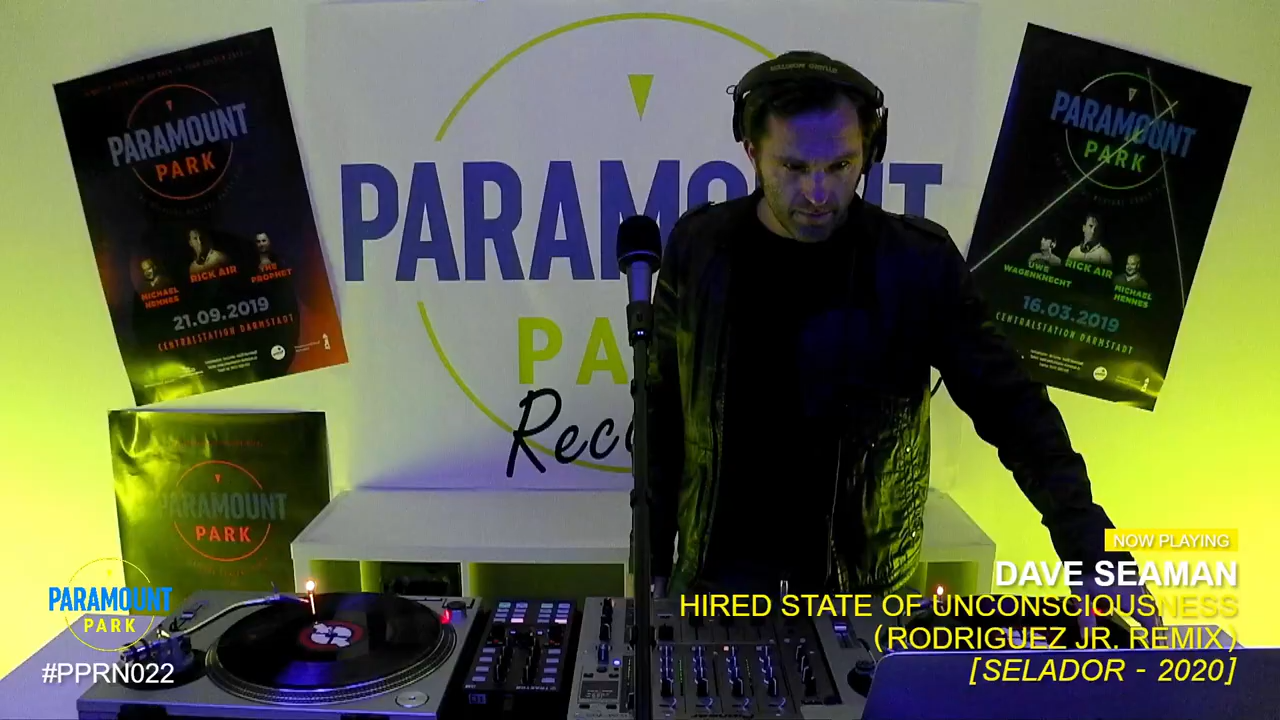 PARAMOUNT
PARK
MICHAEL
HENNES
RICK AIR
THE
PROPHET
21.09.2019
CENTRALSTATION DARMSTADT
PARAMOUNT
PARK
PARAMOUNT
PARK
UWE
WAGENKNECHT
RICK AIR
MICHAEL
HENNES
16.03.2019
CENTRALSTATION DARMSTADT
PARAMOUNT
PARK
PARAMOUNT
PARK
#PPRN022
NOW PLAYING
DAVE SEAMAN
HIRED STATE OF UNCONSCIOUSNESS
(RODRIGUEZ JR. REMIX)
[SELADOR - 2020]